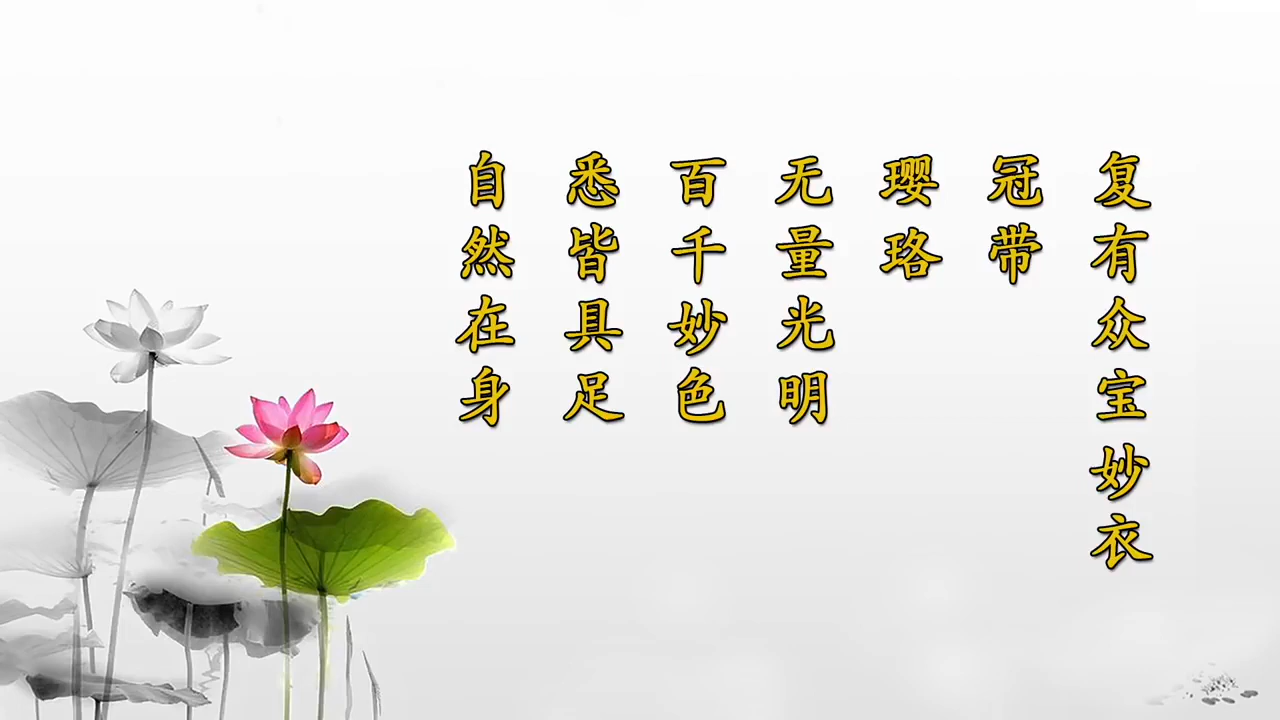 复有众宝妙衣
冠带
璎珞
无量光明
百千妙色
悉皆具足
自然在身